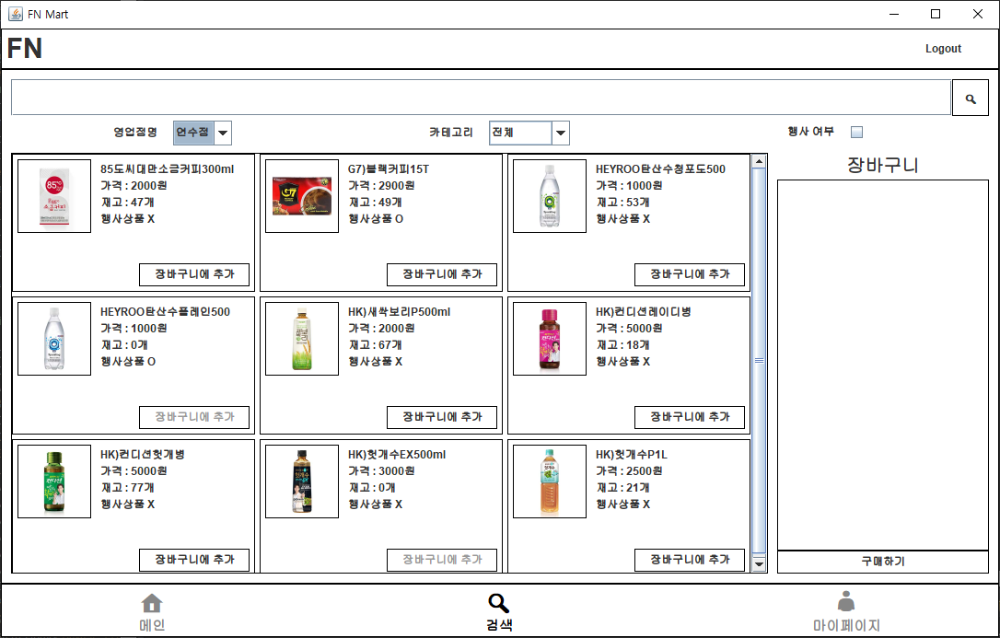 FN Mart
FN
Logout
영업점명 연수점 카테고리 전체 행사 여부
85도씨대만소금커피300ml
가격 : 2000원
재고 : 47개
행사상품 X
장바구니에 추가
G7)블랙커피15T
가격 : 2900원
재고 : 49개
행사상품 O
장바구니에 추가
HEYROO탄산수청포도500
가격 : 1000원
재고 : 53개
행사상품 X
장바구니에 추가
HEYROO탄산수플레인500
가격 : 1000원
재고 : 0개
행사상품 O
장바구니에 추가
HK)새싹보리P500ml
가격 : 2000원
재고 : 67개
행사상품 X
장바구니에 추가
HK)컨디션레이디병
가격 : 5000원
재고 : 18개
행사상품 X
장바구니에 추가
HK)컨디션헛개병
가격 : 5000원
재고 : 77개
행사상품 X
장바구니에 추가
HK)헛개수EX500ml
가격 : 3000원
재고 : 0개
행사상품 X
장바구니에 추가
HK)헛개수P1L
가격 : 2500원
재고 : 21개
행사상품 X
장바구니에 추가
장바구니
구매하기
메인
검색
마이페이지